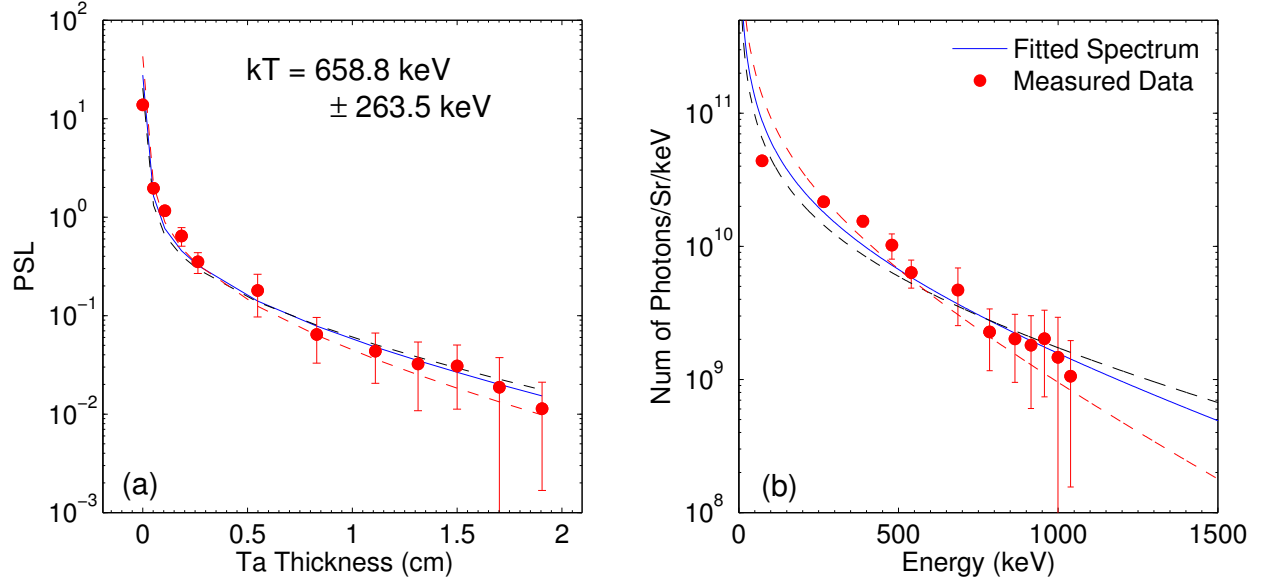 10^2
10^1
10^0
10^-1
10^-2
10^-3
PSL
kT = 658.8 keV
± 263.5 keV
(a)
0
0.5
1
1.5
2
Ta Thickness (cm)
10^11
10^10
10^9
10^8
Num of Photons/Sr/keV
Fitted Spectrum
Measured Data
(b)
0
500
1000
1500
Energy (keV)